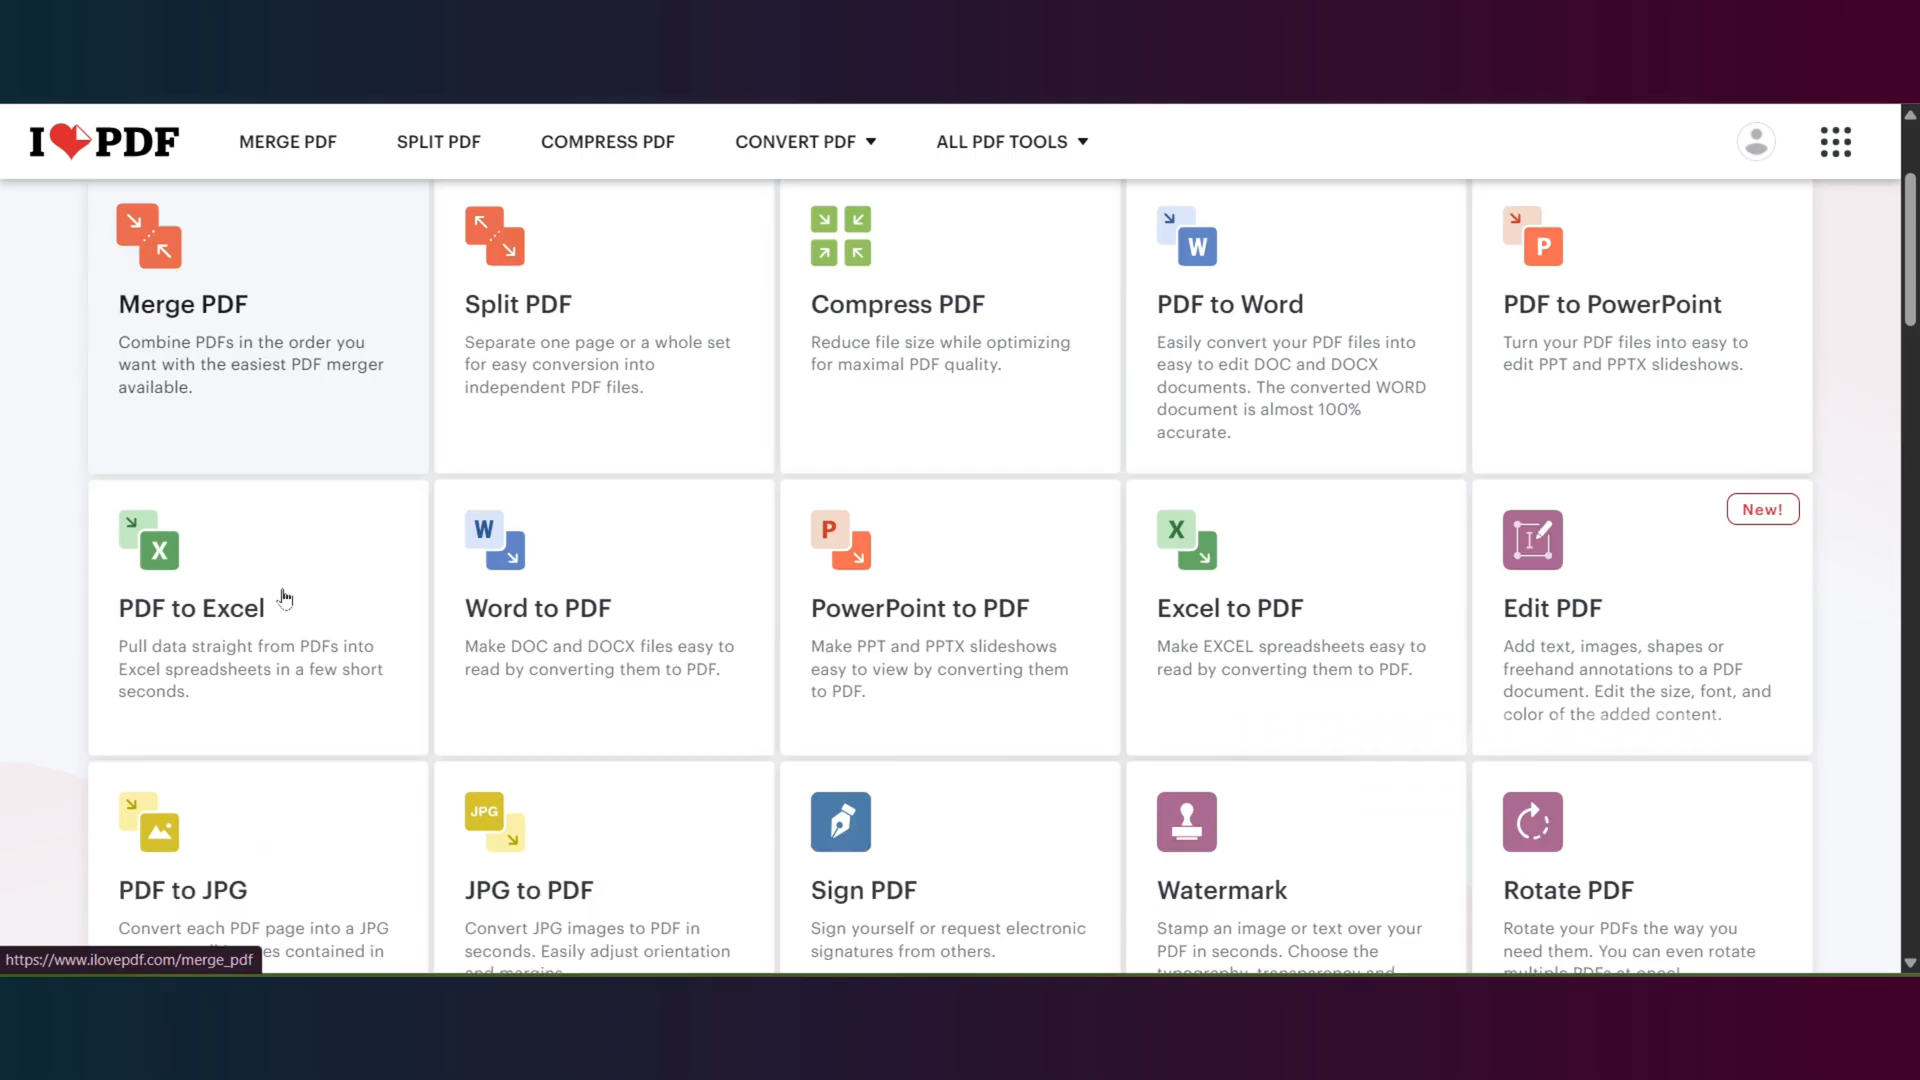 I PDF
MERGE PDF
SPLIT PDF
COMPRESS PDF
CONVERT PDF
ALL PDF TOOLS
Merge PDF
Combine PDFs in the order you
want with the easiest PDF merger
available.
Split PDF
Separate one page or a whole set
for easy conversion into
independent PDF files.
Compress PDF
Reduce file size while optimizing
for maximal PDF quality.
W
PDF to Word
Easily convert your PDF files into
easy to edit DOC and DOCX
documents. The converted WORD
document is almost 100%
accurate.
P
PDF to PowerPoint
Turn your PDF files into easy to
edit PPT and PPTX slideshows.
X
PDF to Excel
Pull data straight from PDFs into
Excel spreadsheets in a few short
seconds.
W
Word to PDF
Make DOC and DOCX files easy to
read by converting them to PDF.
P
PowerPoint to PDF
Make PPT and PPTX slideshows
easy to view by converting them
to PDF.
X
Excel to PDF
Make EXCEL spreadsheets easy to
read by converting them to PDF.
New!
Edit PDF
Add text, images, shapes or
freehand annotations to a PDF
document. Edit the size, font, and
color of the added content.
PDF to JPG
Convert each PDF page into a JPG
es contained in
JPG
JPG to PDF
Convert JPG images to PDF in
seconds. Easily adjust orientation
and margins.
Sign PDF
Sign yourself or request electronic
signatures from others.
Watermark
Stamp an image or text over your
PDF in seconds. Choose the
typography, transparency and
Rotate PDF
Rotate your PDFs the way you
need them. You can even rotate
multiple PDFs at once!
https://www.ilovepdf.com/merge_pdf